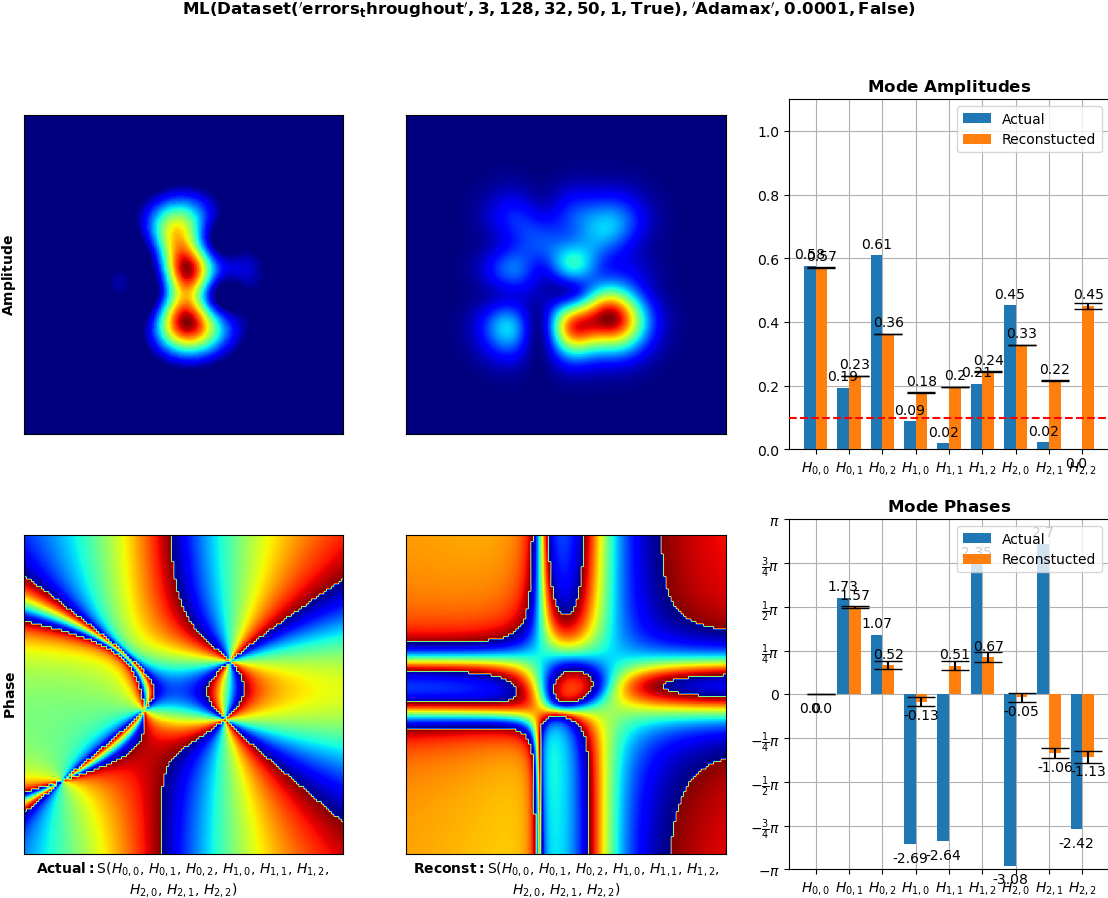 ML(Dataset('errors_throughout', 3, 128, 32, 50, 1, True), 'Adamax', 0.0001, False)
Amplitude
Mode Amplitudes
Actual
Reconstucted
1.0
0.8
0.6
0.4
0.2
0.0
0.58 0.57
0.19 0.23
0.61 0.36
0.09 0.18
0.02 0.2
0.21 0.24
0.45 0.33
0.02 0.22
0.0 0.45
H0,0 H0,1 H0,2 H1,0 H1,1 H1,2 H2,0 H2,1 H2,2
Phase
Mode Phases
Actual
Reconstucted
π
3/4π
1/2π
1/4π
0
−1/4π
−1/2π
−3/4π
−π
0.0 0.0
1.73 1.57
1.07 0.52
-2.69 -0.13
-2.64 0.51
2.35 0.67
-3.08 -0.05
2.7 -1.06
-2.42 -1.13
H0,0 H0,1 H0,2 H1,0 H1,1 H1,2 H2,0 H2,1 H2,2
Actual: S(H0,0, H0,1, H0,2, H1,0, H1,1, H1,2,
H2,0, H2,1, H2,2)
Reconst: S(H0,0, H0,1, H0,2, H1,0, H1,1, H1,2,
H2,0, H2,1, H2,2)